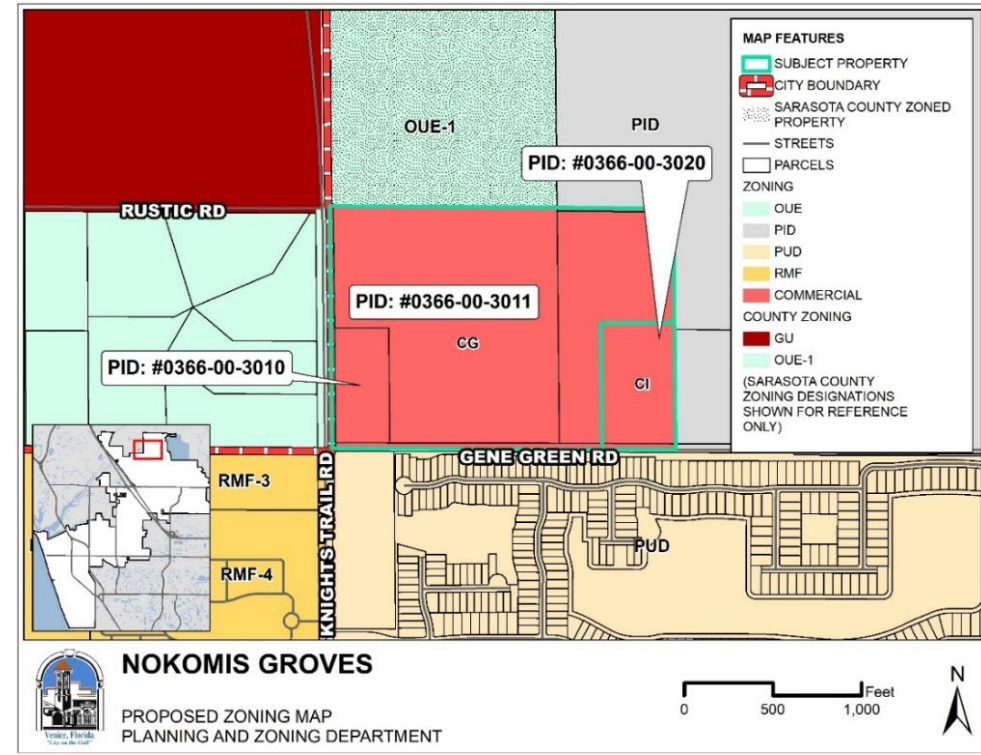 OUE-1
PID
PID: #0366-00-3020
RUSTIC RD
PID: #0366-00-3011
CG
PID: #0366-00-3010
CI
GENE GREEN RD
RMF-3
KNIGHTS TRAIL RD
RMF-4
PUD
MAP FEATURES
SUBJECT PROPERTY
CITY BOUNDARY
SARASOTA COUNTY ZONED
PROPERTY
STREETS
PARCELS
ZONING
OUE
PID
PUD
RMF
COMMERCIAL
COUNTY ZONING
GU
OUE-1
(SARASOTA COUNTY
ZONING DESIGNATIONS
SHOWN FOR REFERENCE
ONLY)
Venice, Florida
"City on the Gulf"
NOKOMIS GROVES
PROPOSED ZONING MAP
PLANNING AND ZONING DEPARTMENT
Feet
0 500 1,000
N